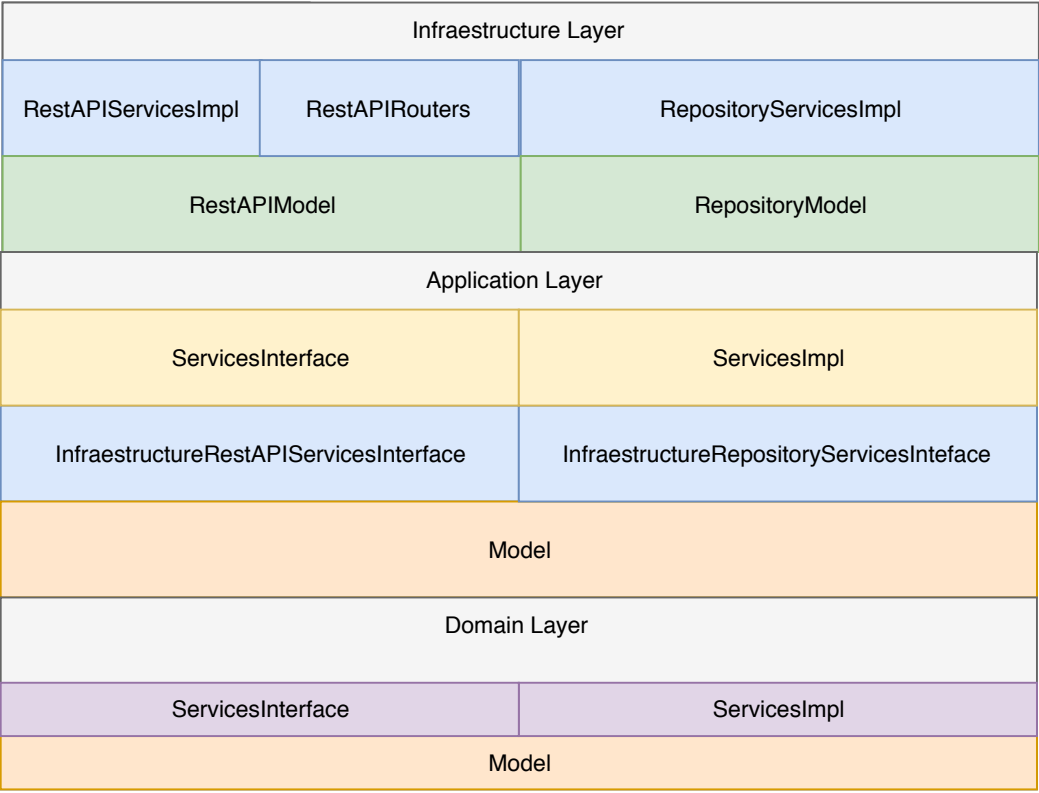 Infraestructure Layer
RestAPIServicesImpl
RestAPIRouters
RepositoryServicesImpl
RestAPIModel
RepositoryModel
Application Layer
ServicesInterface
ServicesImpl
InfraestructureRestAPIServicesInterface
InfraestructureRepositoryServicesInteface
Model
Domain Layer
ServicesInterface
ServicesImpl
Model